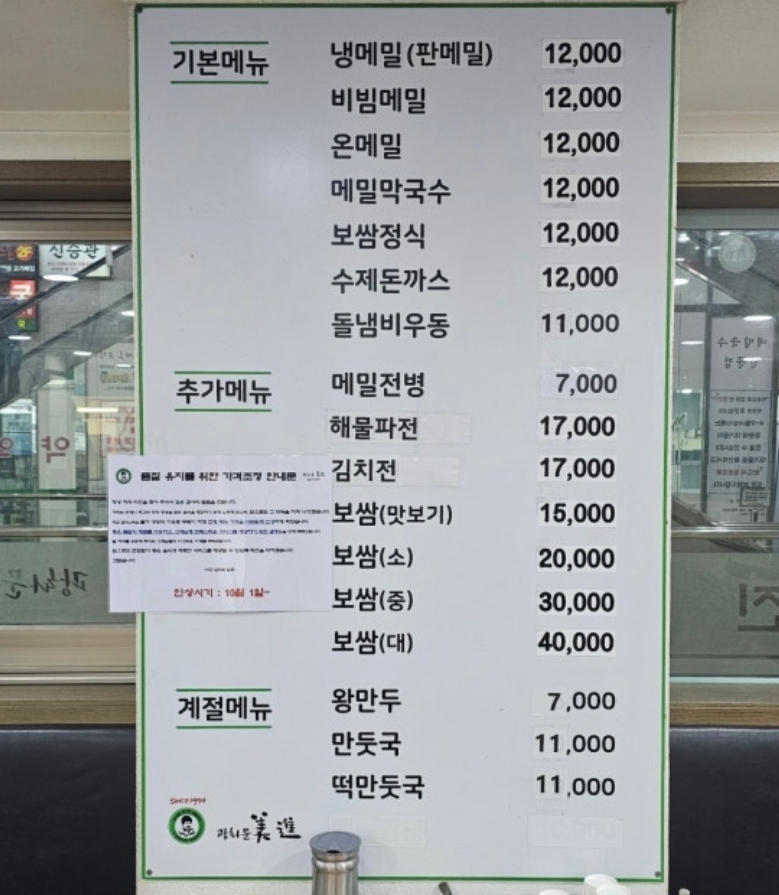 기본메뉴
냉메밀(판메밀) 12,000
비빔메밀 12,000
온메밀 12,000
메밀막국수 12,000
보쌈정식 12,000
수제돈까스 12,000
돌냄비우동 11,000
추가메뉴
메밀전병 7,000
해물파전 17,000
김치전 17,000
보쌈(맛보기) 15,000
보쌈(소) 20,000
보쌈(중) 30,000
보쌈(대) 40,000
계절메뉴
왕만두 7,000
만둣국 11,000
떡만둣국 11,000
품질 유지를 위한 가격조정 안내문
인상시기 : 10월 1일~
SINCE 1954
광화문 美進
신승관
2F